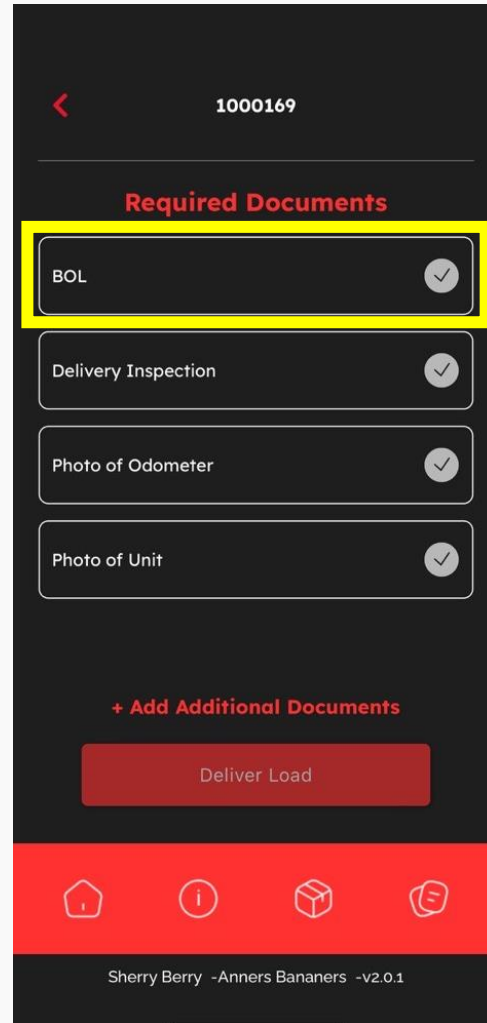 1000169
Required Documents
BOL
Delivery Inspection
Photo of Odometer
Photo of Unit
+ Add Additional Documents
Deliver Load
Sherry Berry -Anners Bananers -v2.0.1